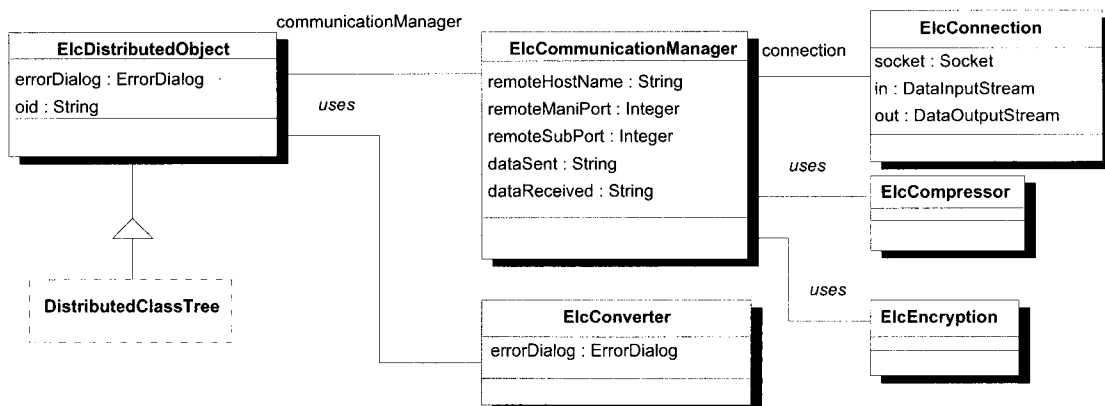 communicationManager
ElcDistributedObject
errorDialog : ErrorDialog
oid : String
uses
DistributedClassTree
ElcCommunicationManager
remoteHostName : String
remoteManiPort : Integer
remoteSubPort : Integer
dataSent : String
dataReceived : String
connection
ElcConnection
socket : Socket
in : DataInputStream
out : DataOutputStream
uses
ElcCompressor
uses
ElcEncryption
ElcConverter
errorDialog : ErrorDialog